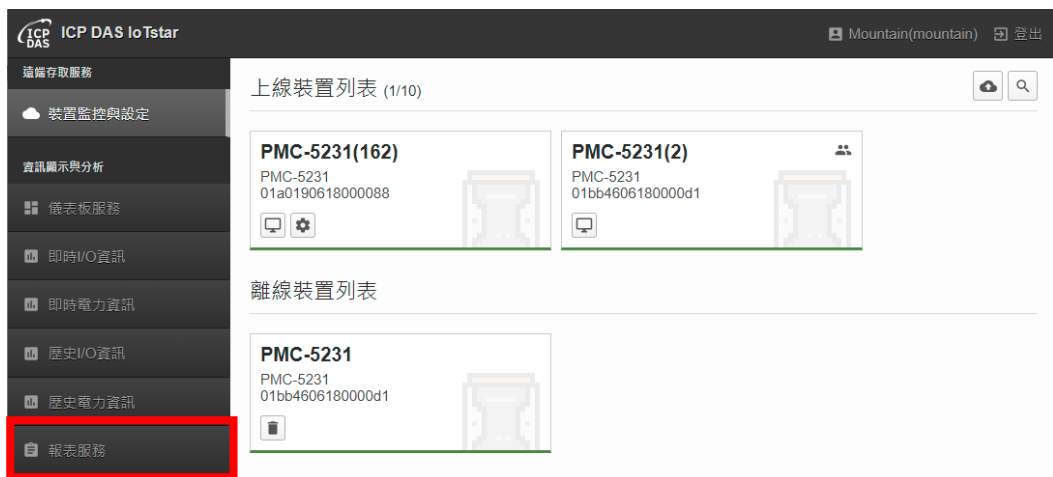 ICP DAS
ICP DAS IoTstar
Mountain(mountain) 登出
遠端存取服務
裝置監控與設定
資訊顯示與分析
儀表板服務
即時I/O資訊
即時電力資訊
歷史I/O資訊
歷史電力資訊
報表服務
上線裝置列表 (1/10)
PMC-5231(162)
PMC-5231
01a0190618000088
PMC-5231(2)
PMC-5231
01bb4606180000d1
離線裝置列表
PMC-5231
PMC-5231
01bb4606180000d1